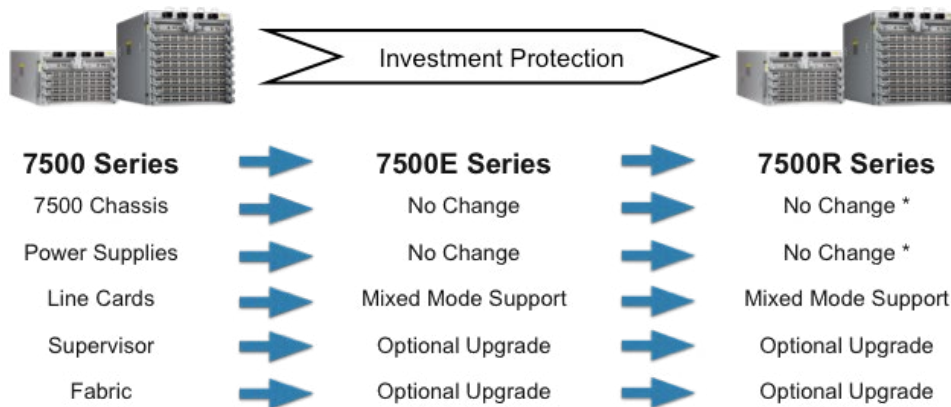 Investment Protection
7500 Series 7500E Series 7500R Series
7500 Chassis No Change No Change *
Power Supplies No Change No Change *
Line Cards Mixed Mode Support Mixed Mode Support
Supervisor Optional Upgrade Optional Upgrade
Fabric Optional Upgrade Optional Upgrade